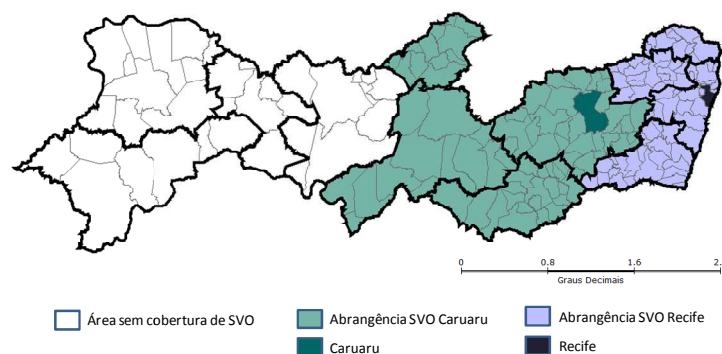 0 0.8 1.6 2.
Graus Decimais
Área sem cobertura de SVO
Abrangência SVO Caruaru
Abrangência SVO Recife
Caruaru
Recife